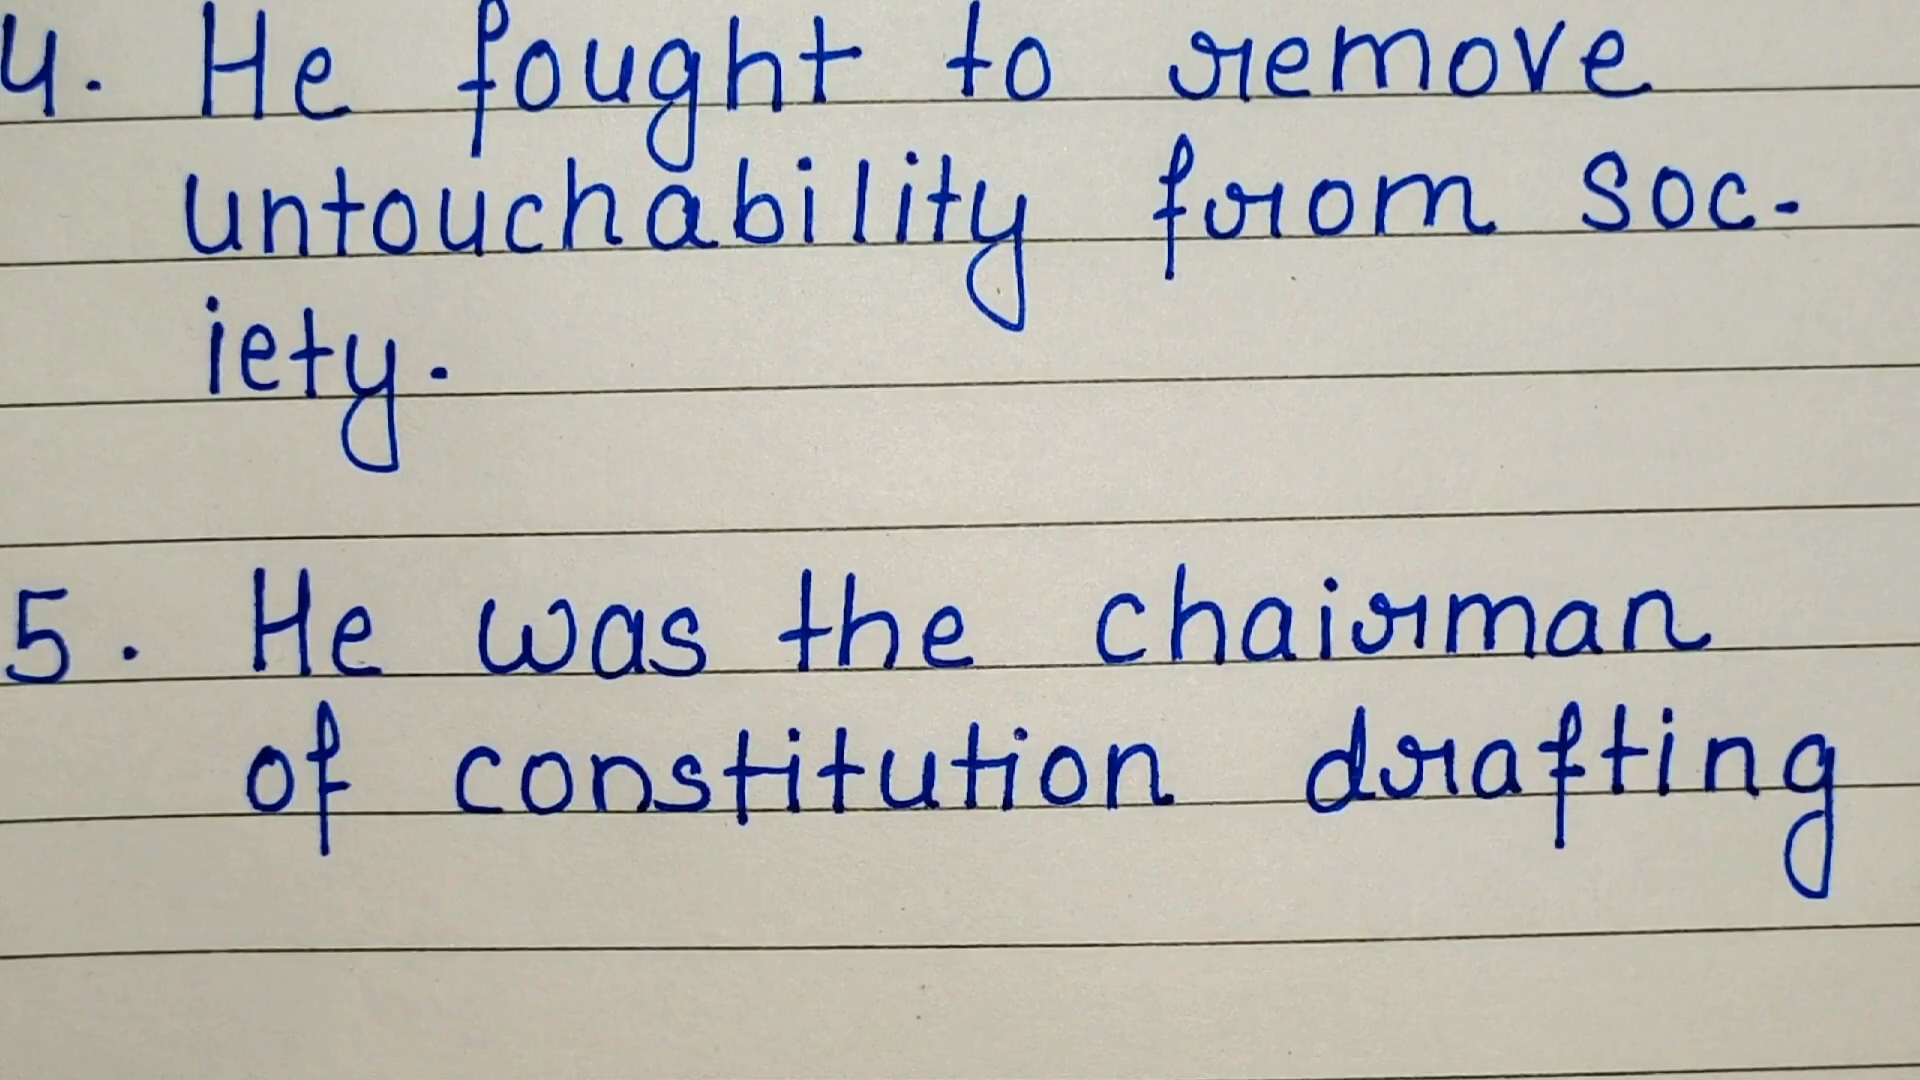 4. He fought to remove
untouchability from soc-
iety.
5. He was the chairman
of constitution drafting